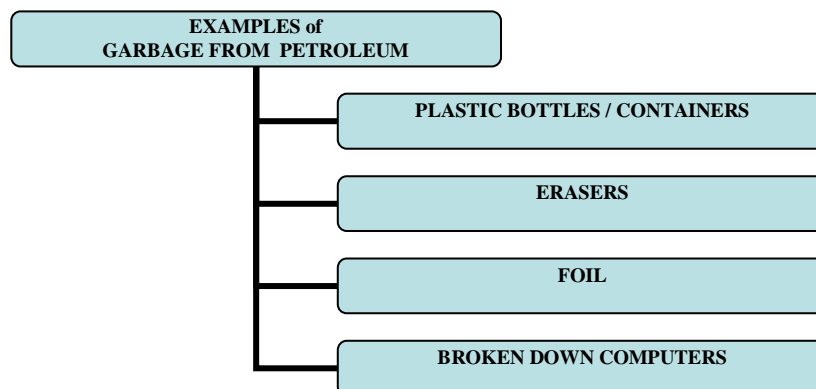 EXAMPLES of
GARBAGE FROM PETROLEUM
PLASTIC BOTTLES / CONTAINERS
ERASERS
FOIL
BROKEN DOWN COMPUTERS